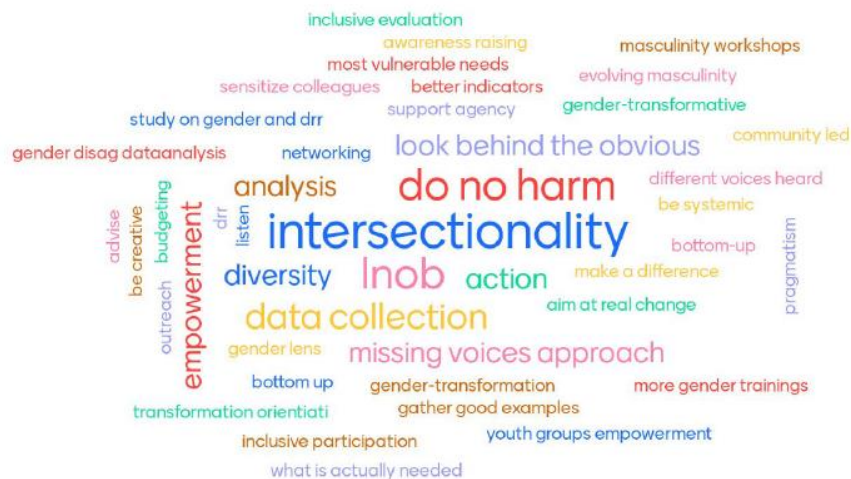 inclusive evaluation
awareness raising
masculinity workshops
most vulnerable needs
evolving masculinity
sensitize colleagues
better indicators
support agency
gender-transformative
study on gender and drr
community led
gender disag dataanalysis
networking
look behind the obvious
analysis
do no harm
different voices heard
advise
be creative
budgeting
empowerment
drr
listen
be systemic
intersectionality
bottom-up
pragmatism
diversity
lnob
action
make a difference
outreach
data collection
aim at real change
gender lens
missing voices approach
bottom up
gender-transformation
more gender trainings
transformation orientati
gather good examples
inclusive participation
youth groups empowerment
what is actually needed